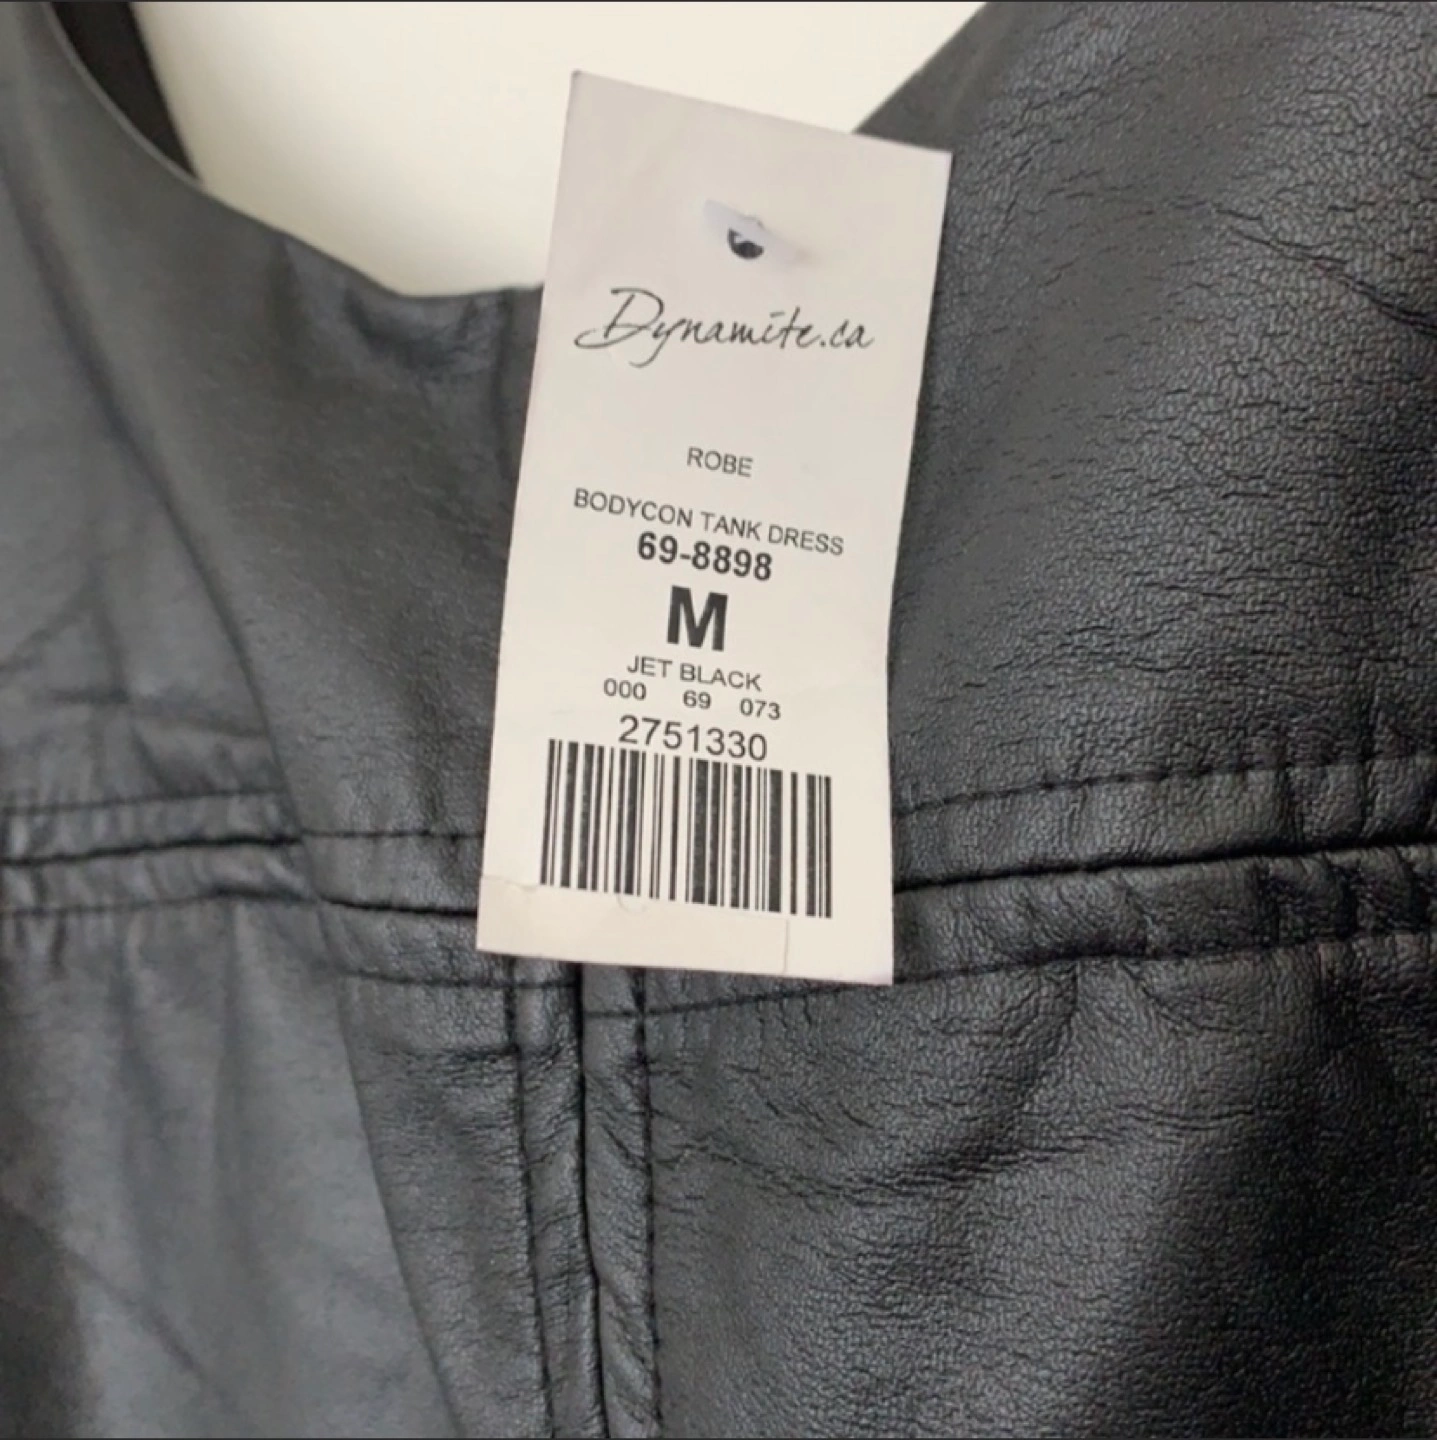 Dynamite.ca
ROBE
BODYCON TANK DRESS
69-8898
M
JET BLACK
000 69 073
2751330